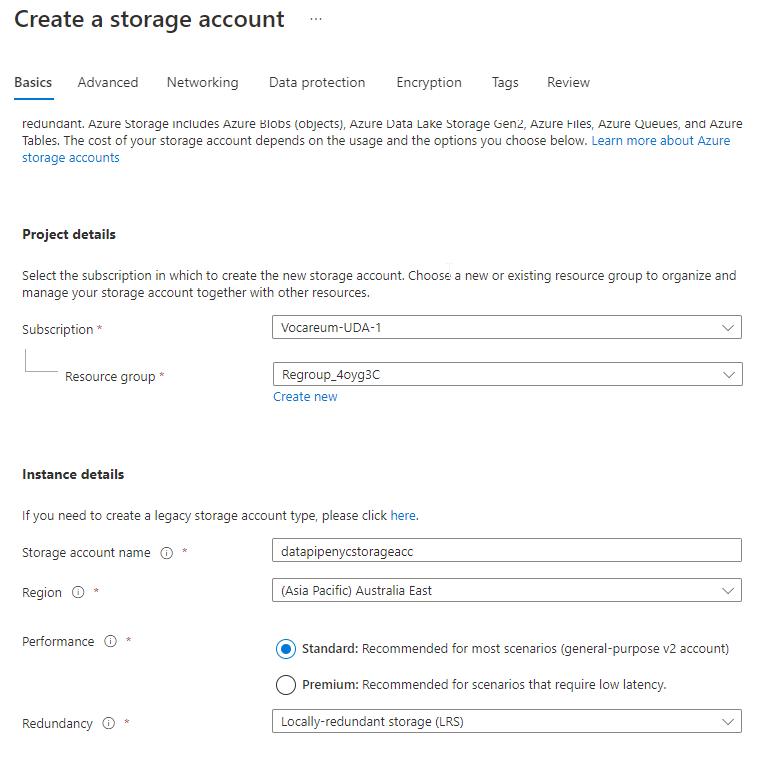 Create a storage account ...
Basics Advanced Networking Data protection Encryption Tags Review
redundant. Azure Storage includes Azure Blobs (objects), Azure Data Lake Storage Gen2, Azure Files, Azure Queues, and Azure
Tables. The cost of your storage account depends on the usage and the options you choose below. Learn more about Azure
storage accounts
Project details
Select the subscription in which to create the new storage account. Choose a new or existing resource group to organize and
manage your storage account together with other resources.
Subscription * Vocareum-UDA-1
Resource group * Regroup_4oyg3C
Create new
Instance details
If you need to create a legacy storage account type, please click here.
Storage account name * datapipenycstorageacc
Region * (Asia Pacific) Australia East
Performance * Standard: Recommended for most scenarios (general-purpose v2 account)
Premium: Recommended for scenarios that require low latency.
Redundancy * Locally-redundant storage (LRS)